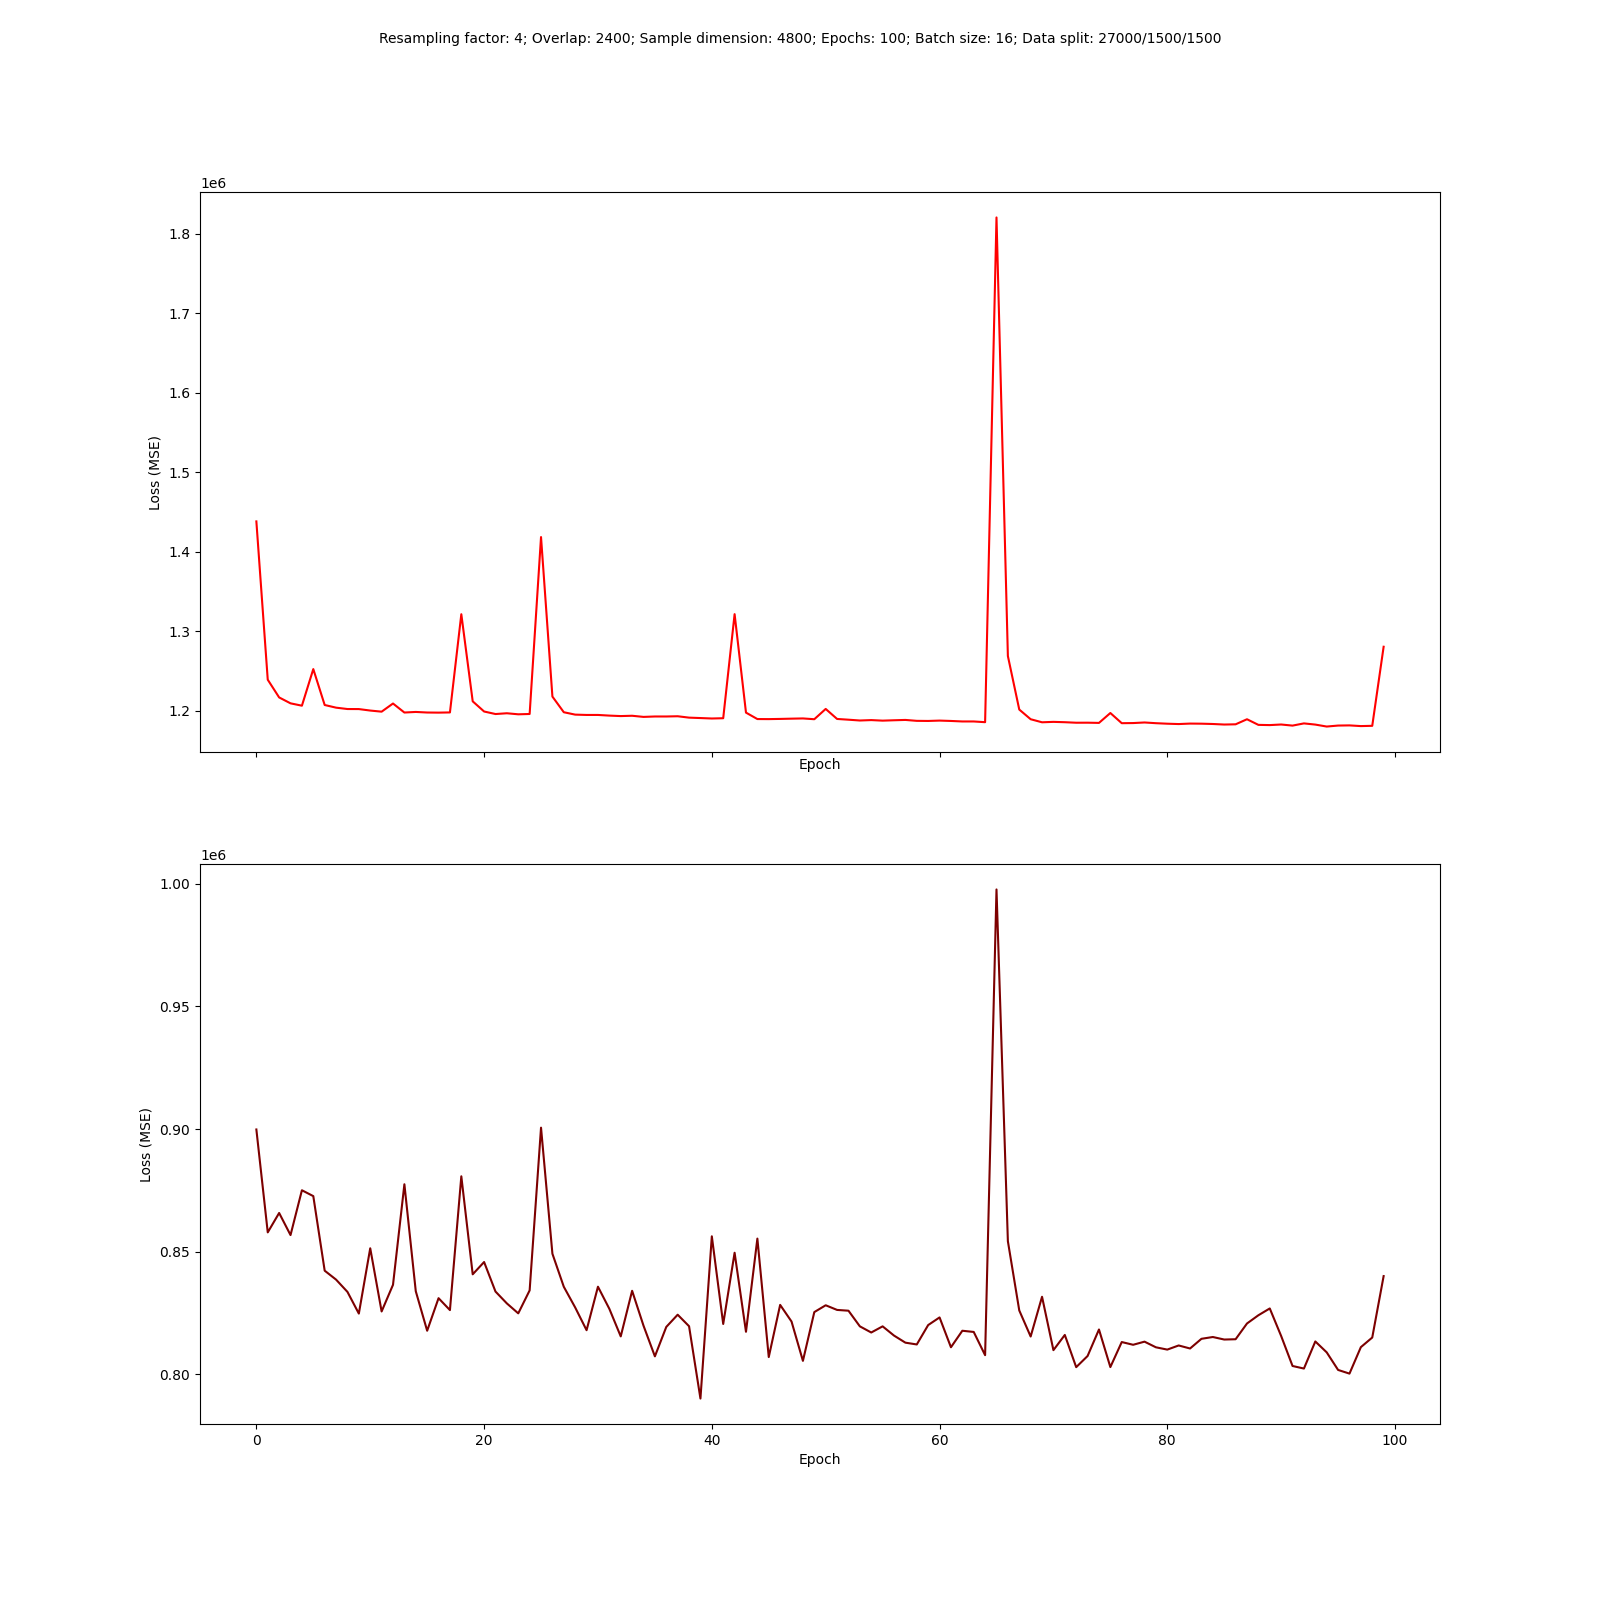 Resampling factor: 4; Overlap: 2400; Sample dimension: 4800; Epochs: 100; Batch size: 16; Data split: 27000/1500/1500
1e6
1.8
1.7
1.6
1.5
1.4
1.3
1.2
Loss (MSE)
Epoch
1e6
1.00
0.95
0.90
0.85
0.80
Loss (MSE)
0 20 40 60 80 100
Epoch